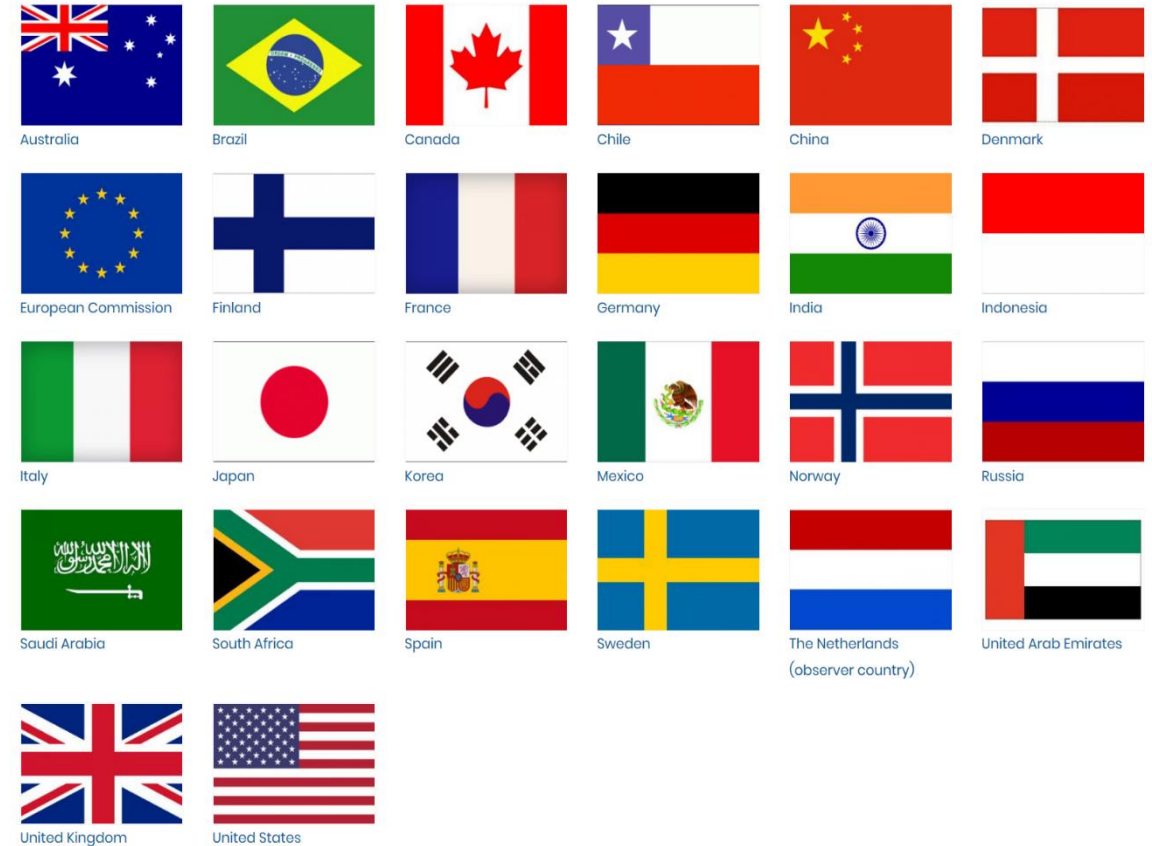 Australia
Brazil
Canada
Chile
China
Denmark
European Commission
Finland
France
Germany
India
Indonesia
Italy
Japan
Korea
Mexico
Norway
Russia
Saudi Arabia
South Africa
Spain
Sweden
The Netherlands
(observer country)
United Arab Emirates
United Kingdom
United States